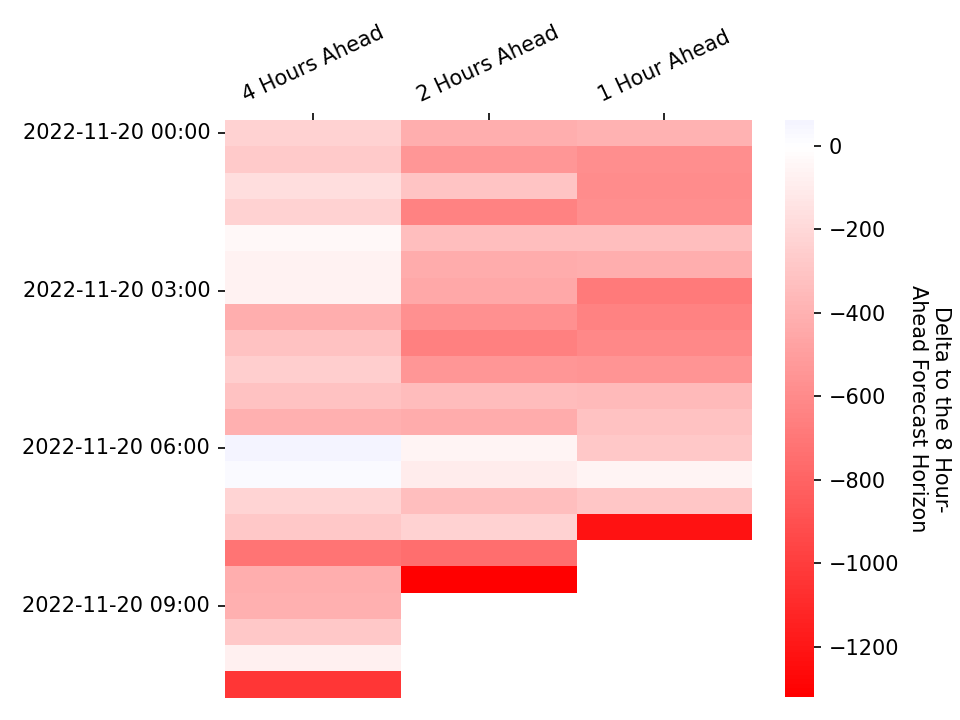 4 Hours Ahead
2 Hours Ahead
1 Hour Ahead
2022-11-20 00:00
2022-11-20 03:00
2022-11-20 06:00
2022-11-20 09:00
0
−200
−400
−600
−800
−1000
−1200
Delta to the 8 Hour-
Ahead Forecast Horizon